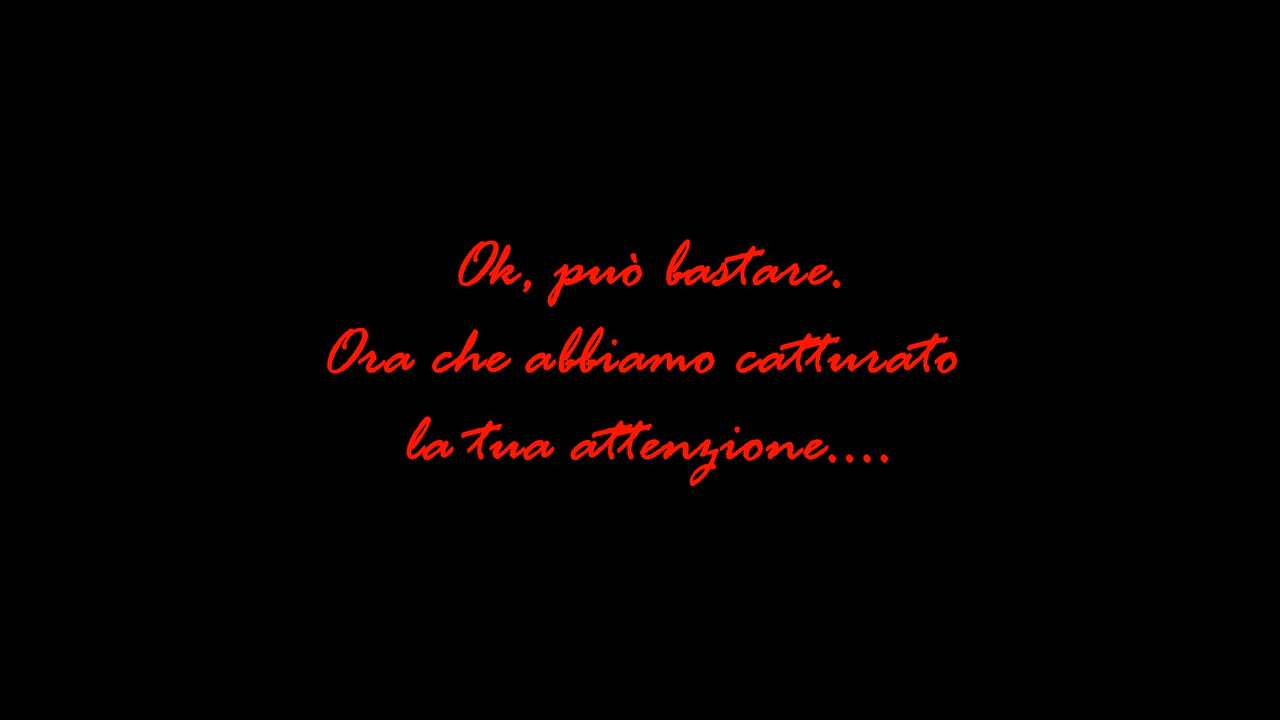 Ok, può bastare.
Ora che abbiamo catturato
la tua attenzione....